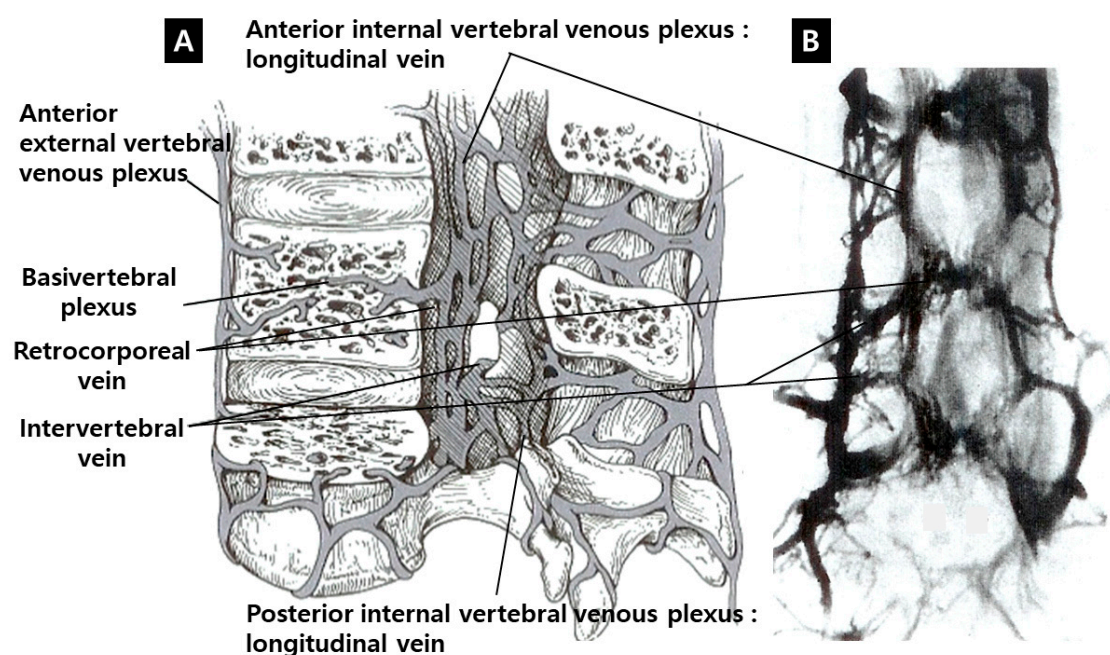 A
Anterior internal vertebral venous plexus :
longitudinal vein
B
Anterior
external vertebral
venous plexus
Basivertebral
plexus
Retrocorporeal
vein
Intervertebral
vein
Posterior internal vertebral venous plexus :
longitudinal vein